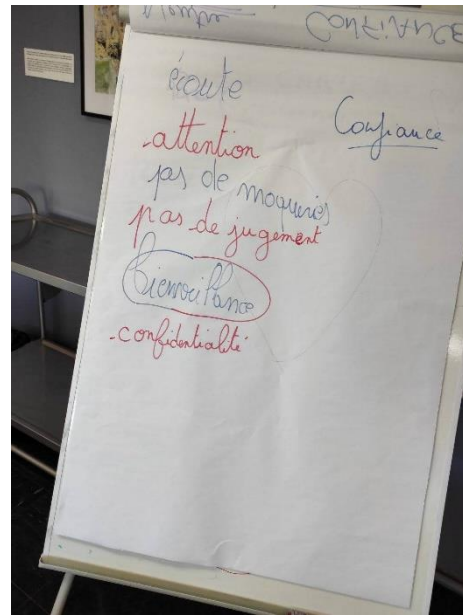 écoute
Confiance
-attention
pas de moqueries
pas de jugement
bienveillance
-confidentialité